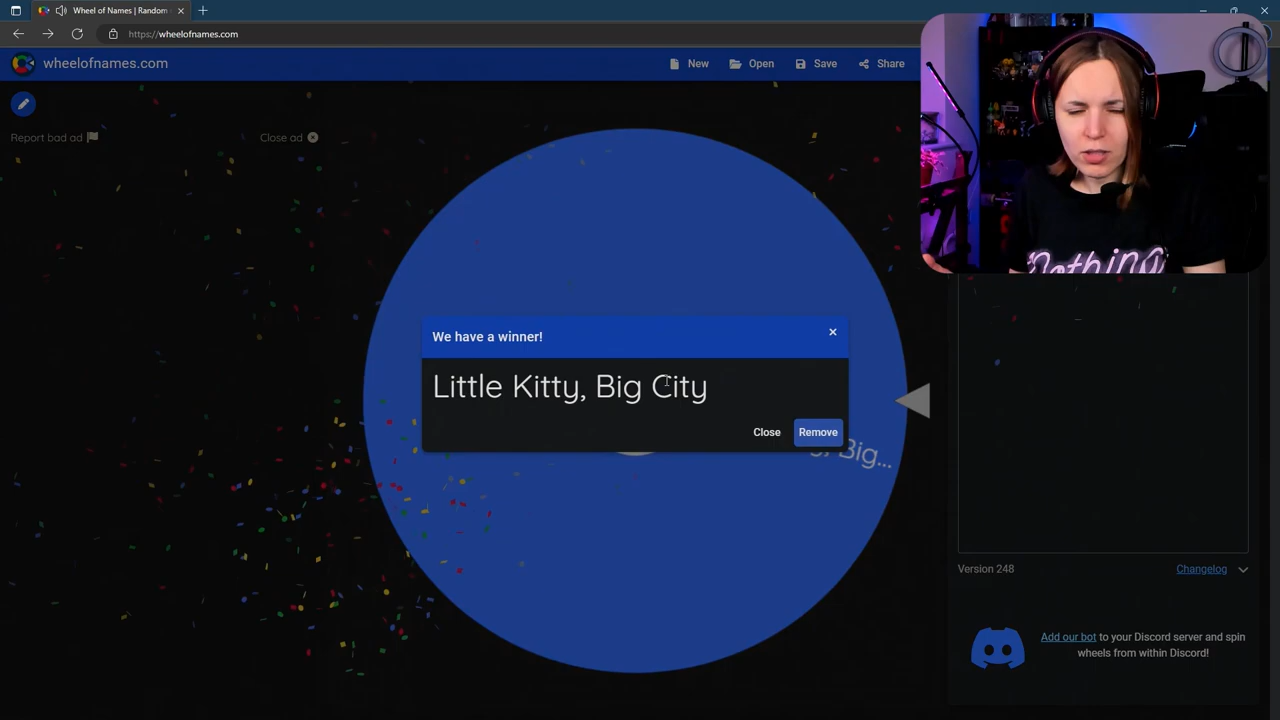 Wheel of Names | Random
https://wheelofnames.com
wheelofnames.com
New
Open
Save
Share
Report bad ad
Close ad
We have a winner!
Little Kitty, Big City
Close
Remove
Big...
Nothing
Version 248
Changelog
Add our bot to your Discord server and spin
wheels from within Discord!